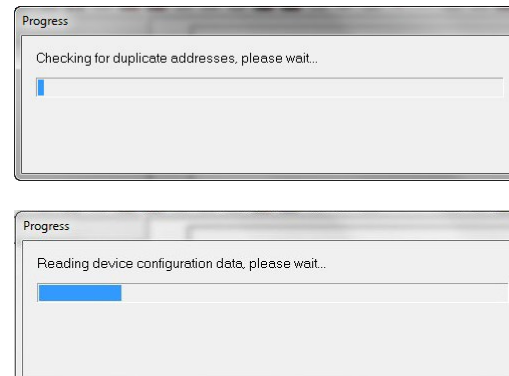 Progress
Checking for duplicate addresses, please wait...
Progress
Reading device configuration data, please wait...